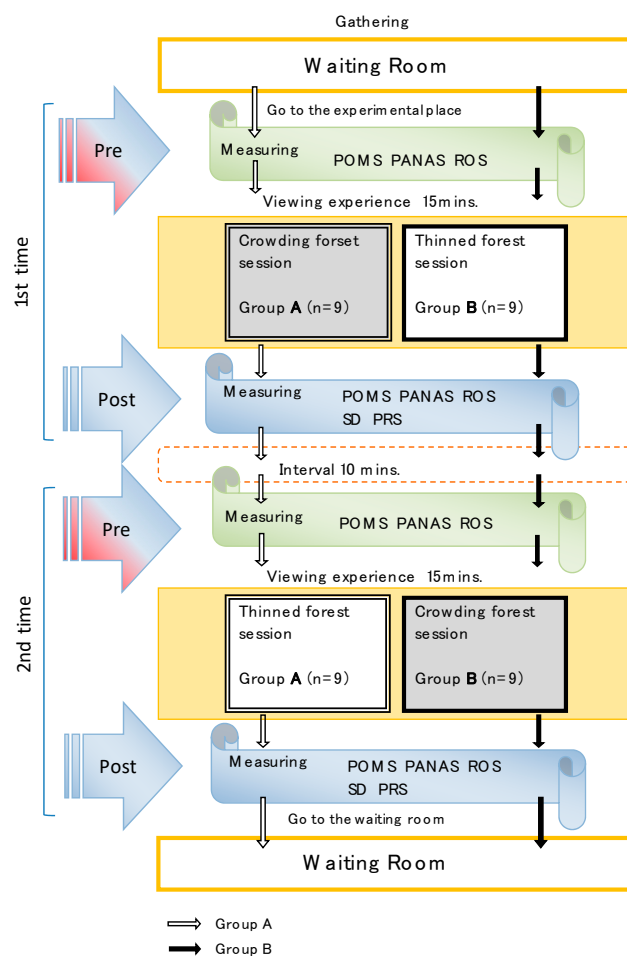 Gathering
Waiting Room
Go to the experimental place
Pre
Measuring
POMS PANAS ROS
Viewing experience 15mins.
1st time
Crowding forset
session
Group A (n=9)
Thinned forest
session
Group B (n=9)
Post
Measuring
POMS PANAS ROS
SD PRS
Interval 10 mins.
Pre
Measuring
POMS PANAS ROS
Viewing experience 15mins.
2nd time
Thinned forest
session
Group A (n=9)
Crowding forest
session
Group B (n=9)
Post
Measuring
POMS PANAS ROS
SD PRS
Go to the waiting room
Waiting Room
Group A
Group B